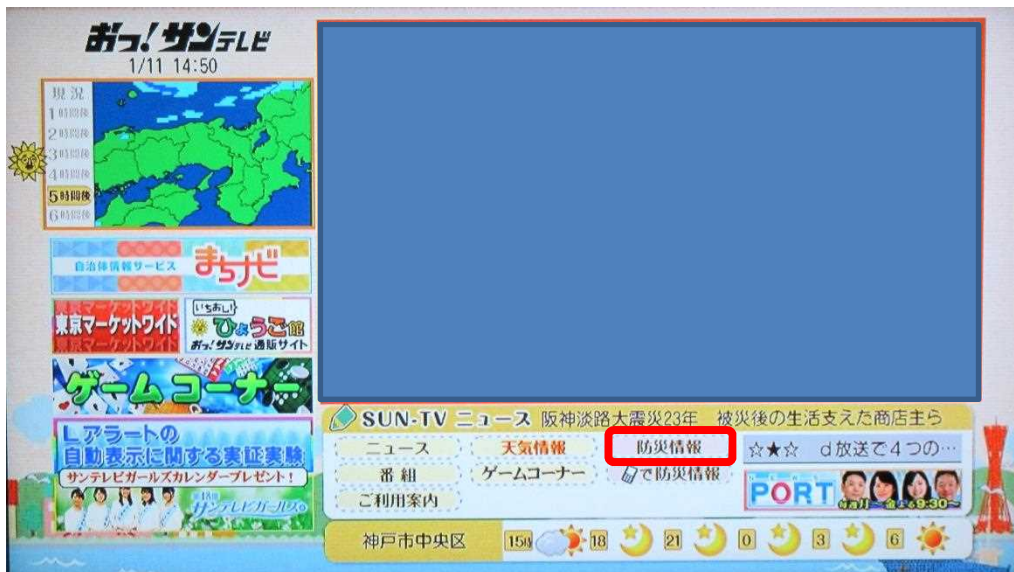 おっ!サンテレビ
1/11 14:50
現況
1時間後
2時間後
3時間後
4時間後
5時間後
6時間後
自治体情報サービス まちナビ
東京マーケットワイド
いちおし!
ひょうご館
おっ!サンテレビ 通販サイト
ゲームコーナー
Lアラートの
自動表示に関する実証実験
サンテレビガールズカレンダープレゼント!
第18期
サンテレビガールズ
SUN-TV ニュース 阪神淡路大震災23年 被災後の生活支えた商店主ら
ニュース 天気情報 防災情報 ☆★☆ d放送で4つの…
番組 ゲームコーナー で防災情報
ご利用案内
PORT
9:30~
神戸市中央区 15時 18 21 0 3 6